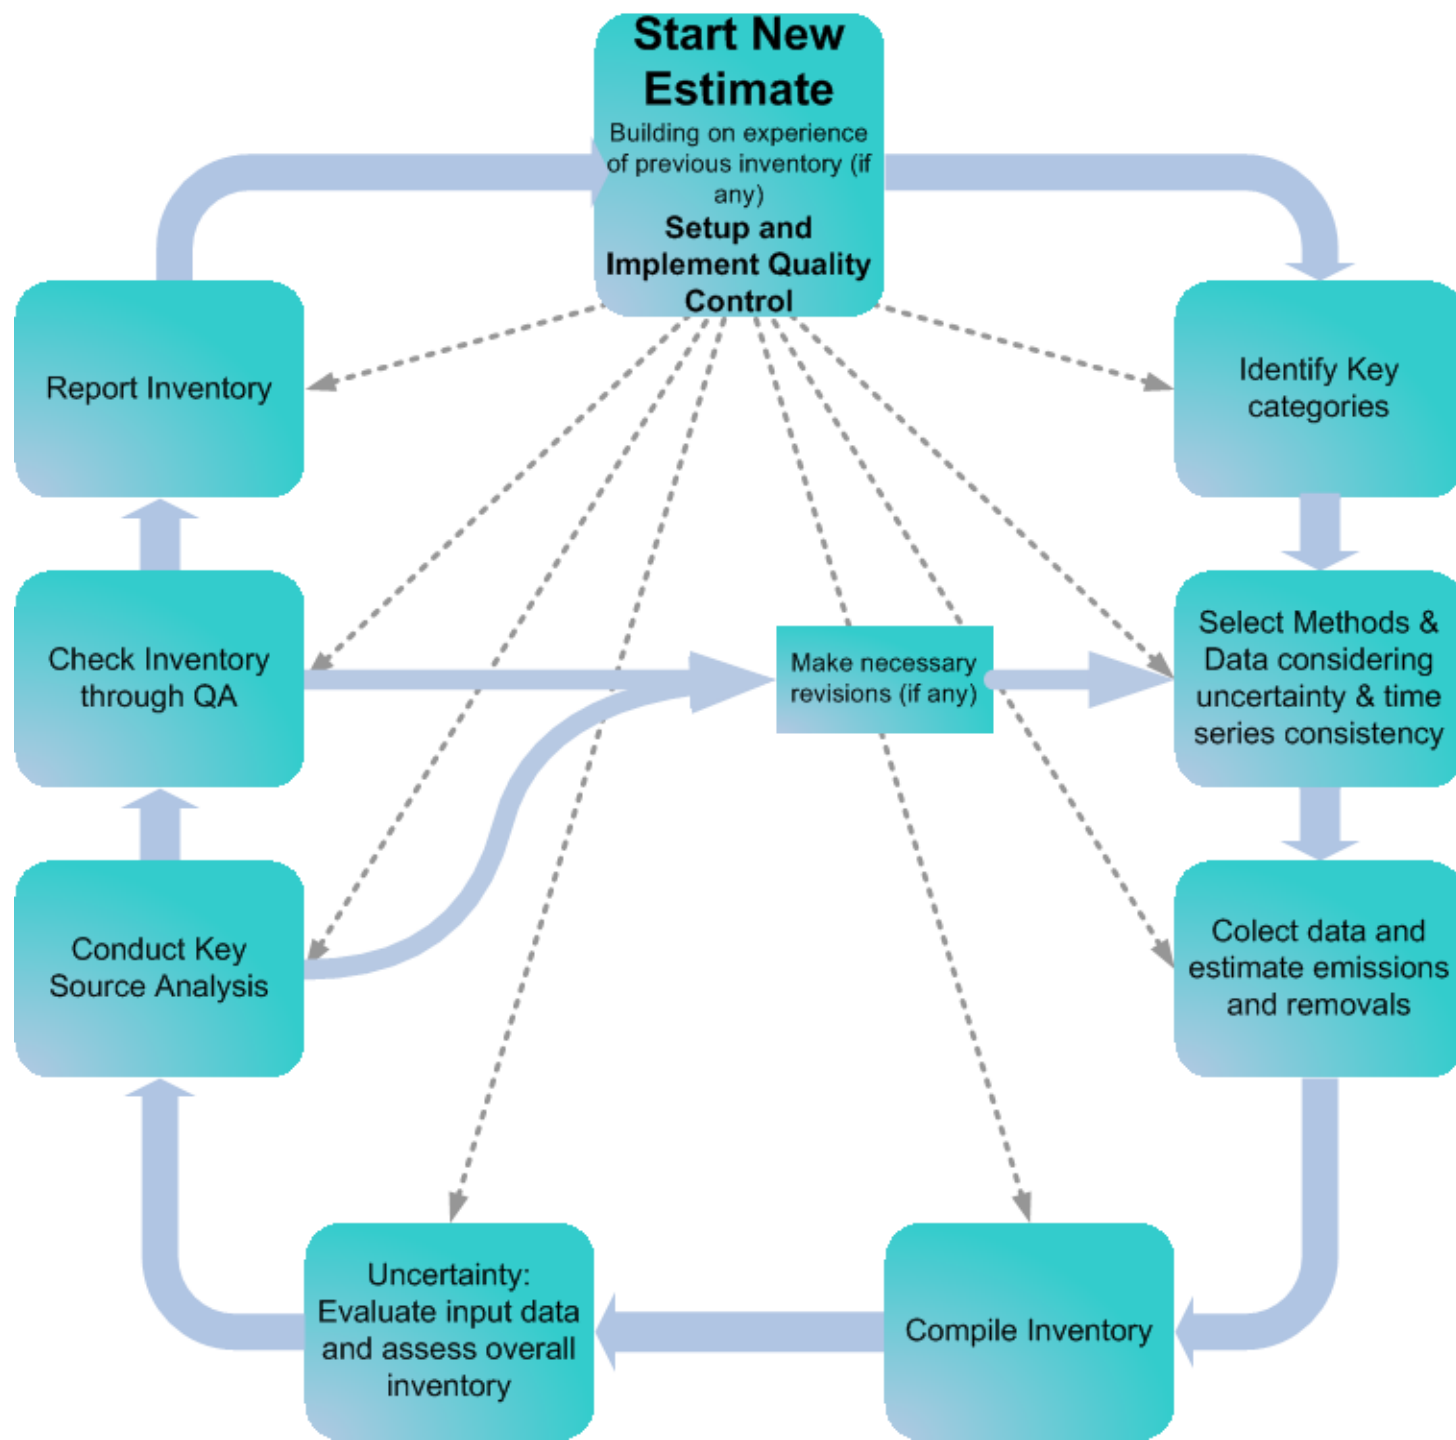 Start New
Estimate
Building on experience
of previous inventory (if
any)
Setup and
Implement Quality
Control
Report Inventory
Identify Key
categories
Check Inventory
through QA
Make necessary
revisions (if any)
Select Methods &
Data considering
uncertainty & time
series consistency
Conduct Key
Source Analysis
Colect data and
estimate emissions
and removals
Uncertainty:
Evaluate input data
and assess overall
inventory
Compile Inventory